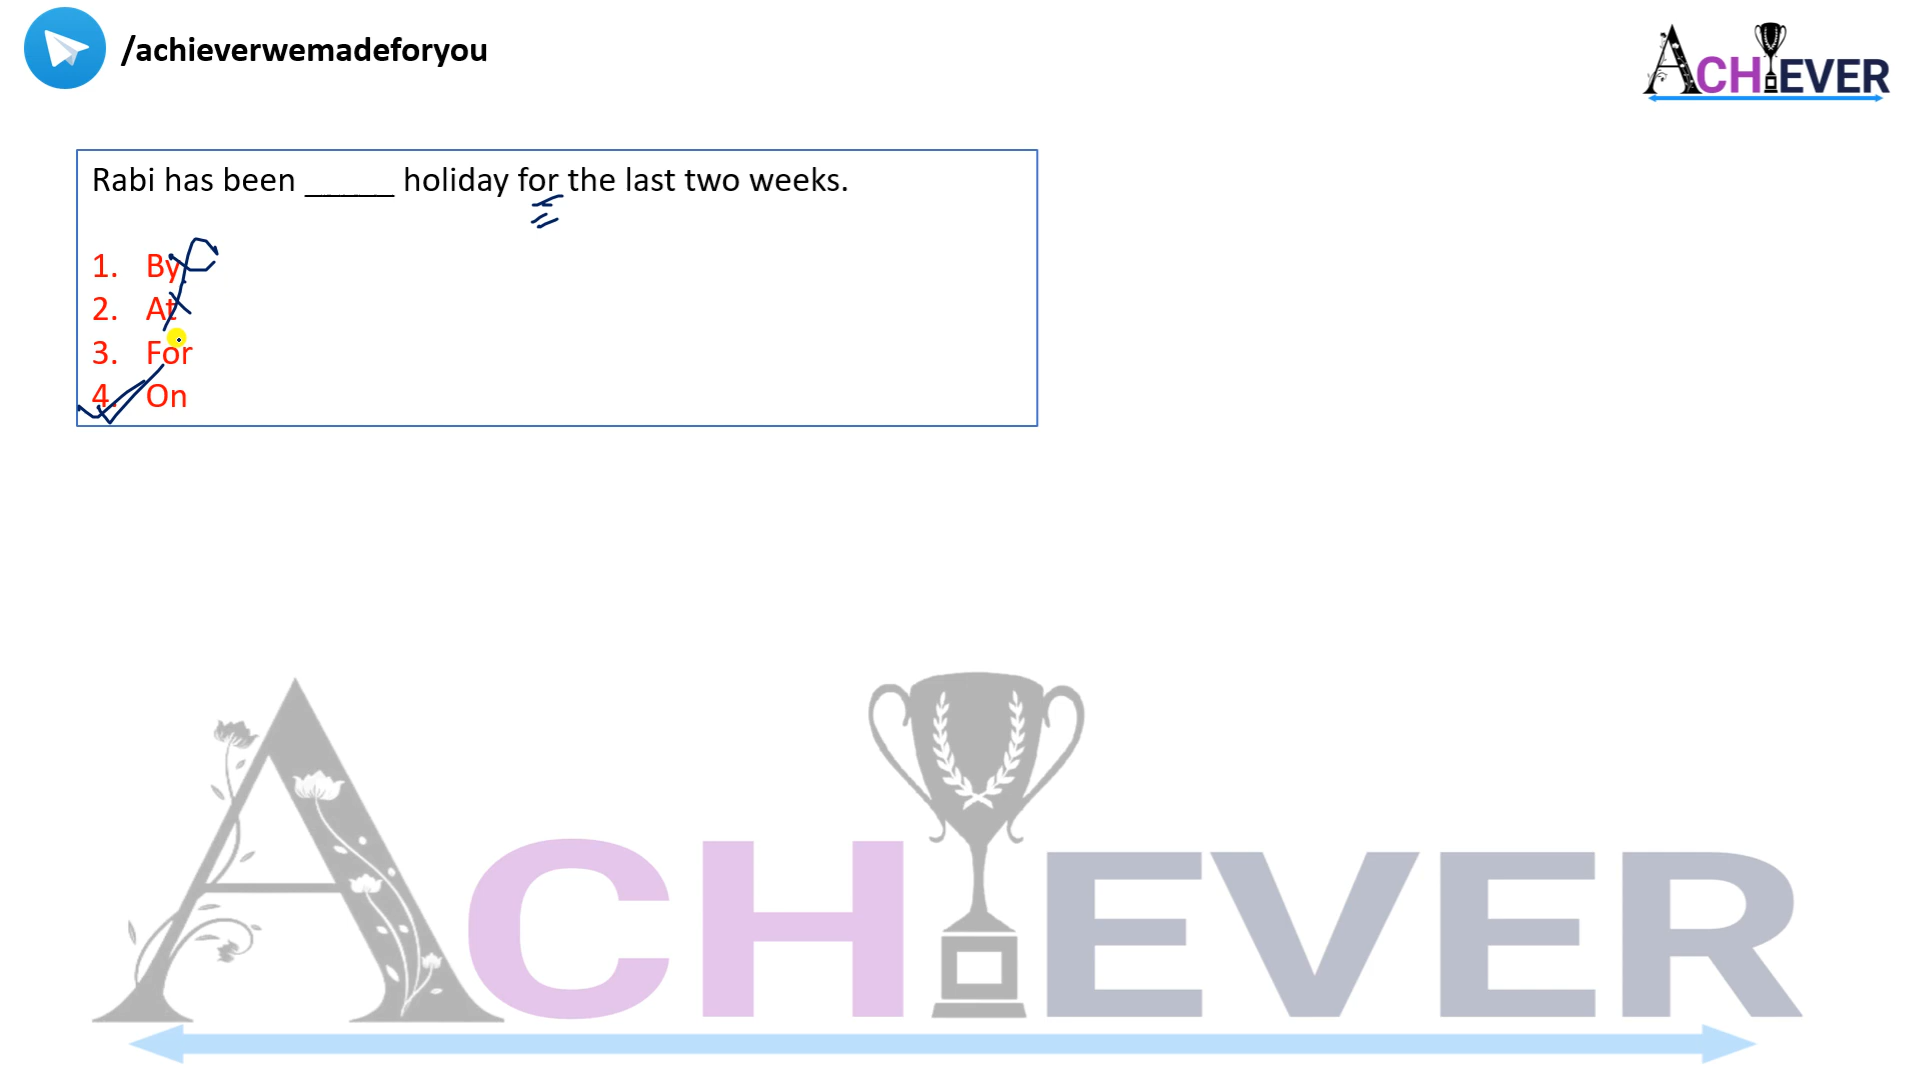 /achieverwemadeforyou
ACHIEVER
Rabi has been _____ holiday for the last two weeks.
1. By
2. At
3. For
4. On
ACHIEVER